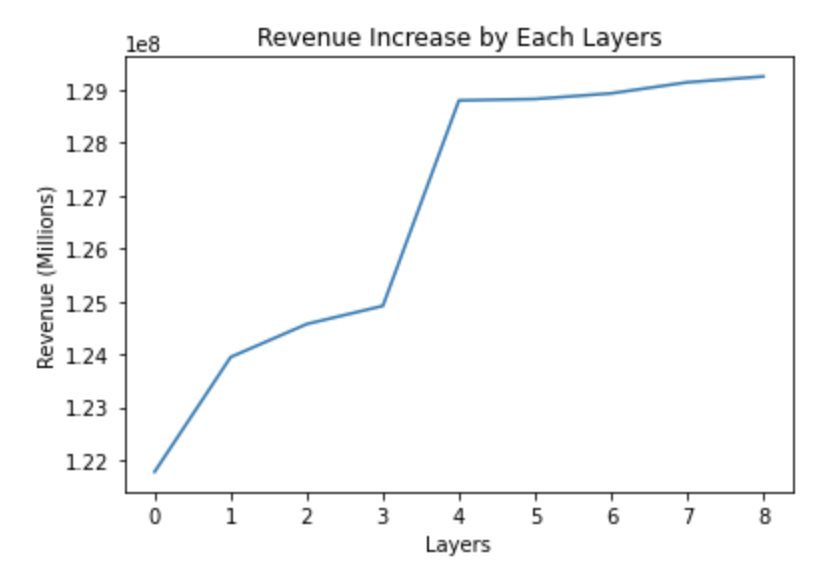 Revenue Increase by Each Layers
1e8
1.29
1.28
1.27
1.26
1.25
1.24
1.23
1.22
Revenue (Millions)
0 1 2 3 4 5 6 7 8
Layers